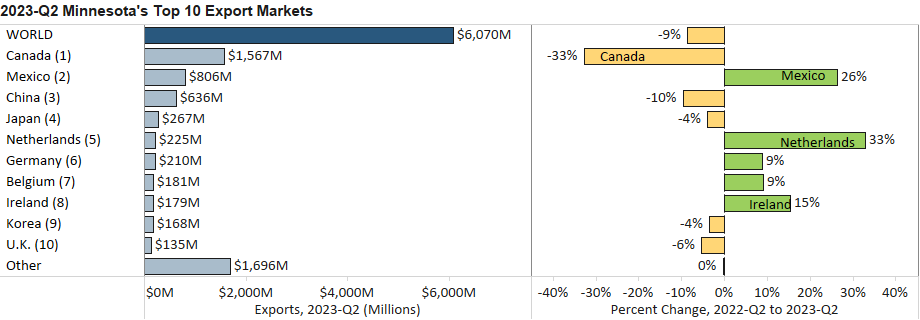 2023-Q2 Minnesota's Top 10 Export Markets
WORLD $6,070M -9%
Canada (1) $1,567M -33% Canada
Mexico (2) $806M Mexico 26%
China (3) $636M -10%
Japan (4) $267M -4%
Netherlands (5) $225M Netherlands 33%
Germany (6) $210M 9%
Belgium (7) $181M 9%
Ireland (8) $179M Ireland 15%
Korea (9) $168M -4%
U.K. (10) $135M -6%
Other $1,696M 0%
$0M $2,000M $4,000M $6,000M -40% -30% -20% -10% 0% 10% 20% 30% 40%
Exports, 2023-Q2 (Millions) Percent Change, 2022-Q2 to 2023-Q2